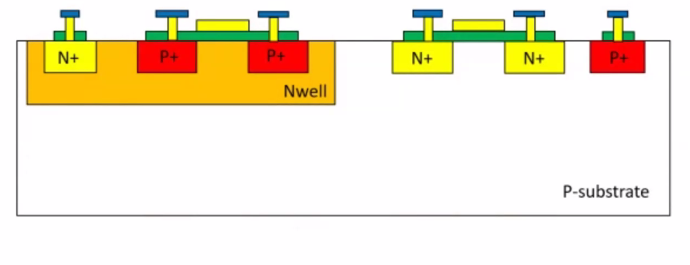 N+
P+
P+
N+
N+
P+
Nwell
P-substrate